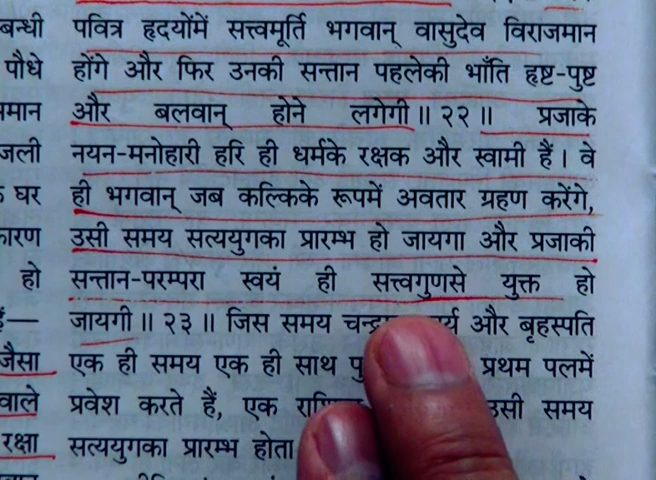 बन्धी पवित्र हृदयोंमें सत्त्वमूर्ति भगवान् वासुदेव विराजमान
पौधे होंगे और फिर उनकी सन्तान पहलेकी भाँति हृष्ट-पुष्ट
मान और बलवान् होने लगेगी ॥ २२ ॥ प्रजाके
जली नयन-मनोहारी हरि ही धर्मके रक्षक और स्वामी हैं। वे
घर ही भगवान् जब कल्किके रूपमें अवतार ग्रहण करेंगे,
कारण उसी समय सत्ययुगका प्रारम्भ हो जायगा और प्रजाकी
हो सन्तान-परम्परा स्वयं ही सत्त्वगुणसे युक्त हो
हैं— जायगी ॥ २३ ॥ जिस समय और बृहस्पति
जैसा एक ही समय एक ही साथ प्रथम पलमें
वाले प्रवेश करते हैं, एक उसी समय
रक्षा सत्ययुगका प्रारम्भ होता